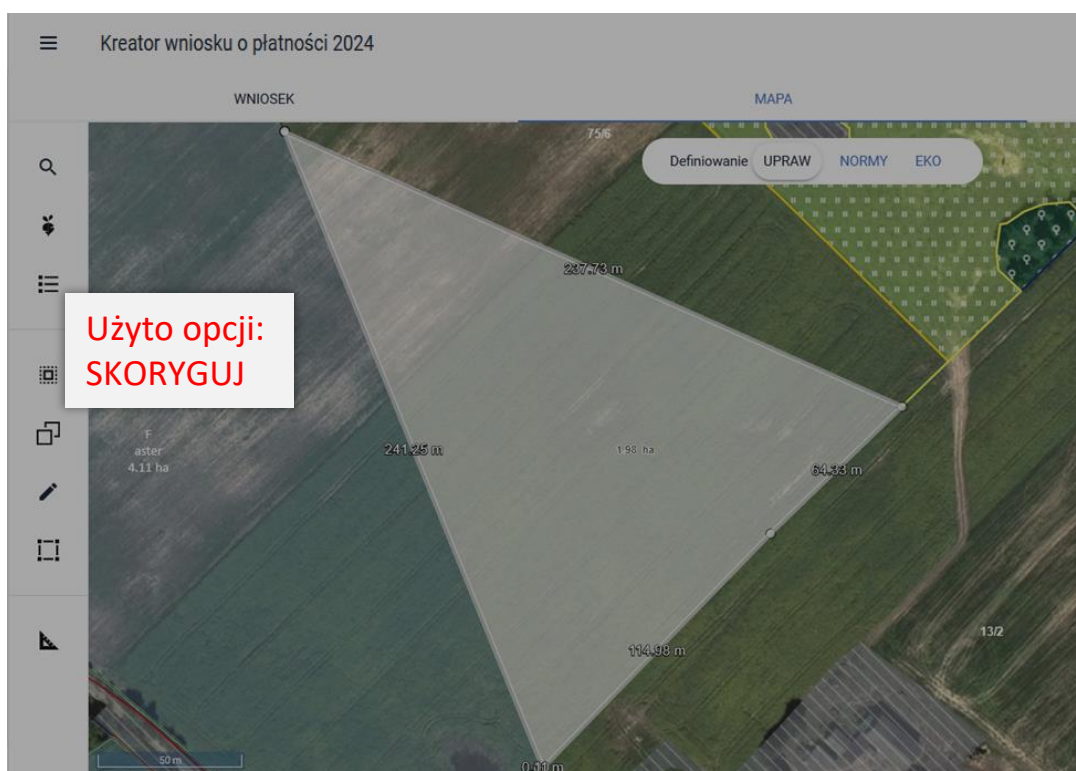 Kreator wniosku o płatności 2024
WNIOSEK
MAPA
75/6
Definiowanie UPRAW NORMY EKO
237.73 m
Użyto opcji:
SKORYGUJ
F
aster
4.11 ha
241.25 m
1.98 ha
64.33 m
114.98 m
13/2
50 m
0.11 m